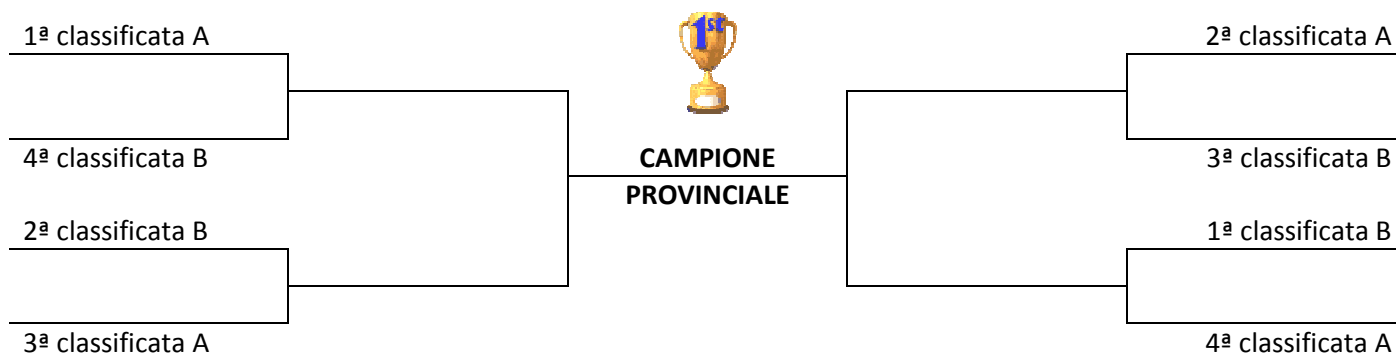 1st
1ª classificata A
2ª classificata A
4ª classificata B
CAMPIONE
PROVINCIALE
3ª classificata B
2ª classificata B
1ª classificata B
3ª classificata A
4ª classificata A